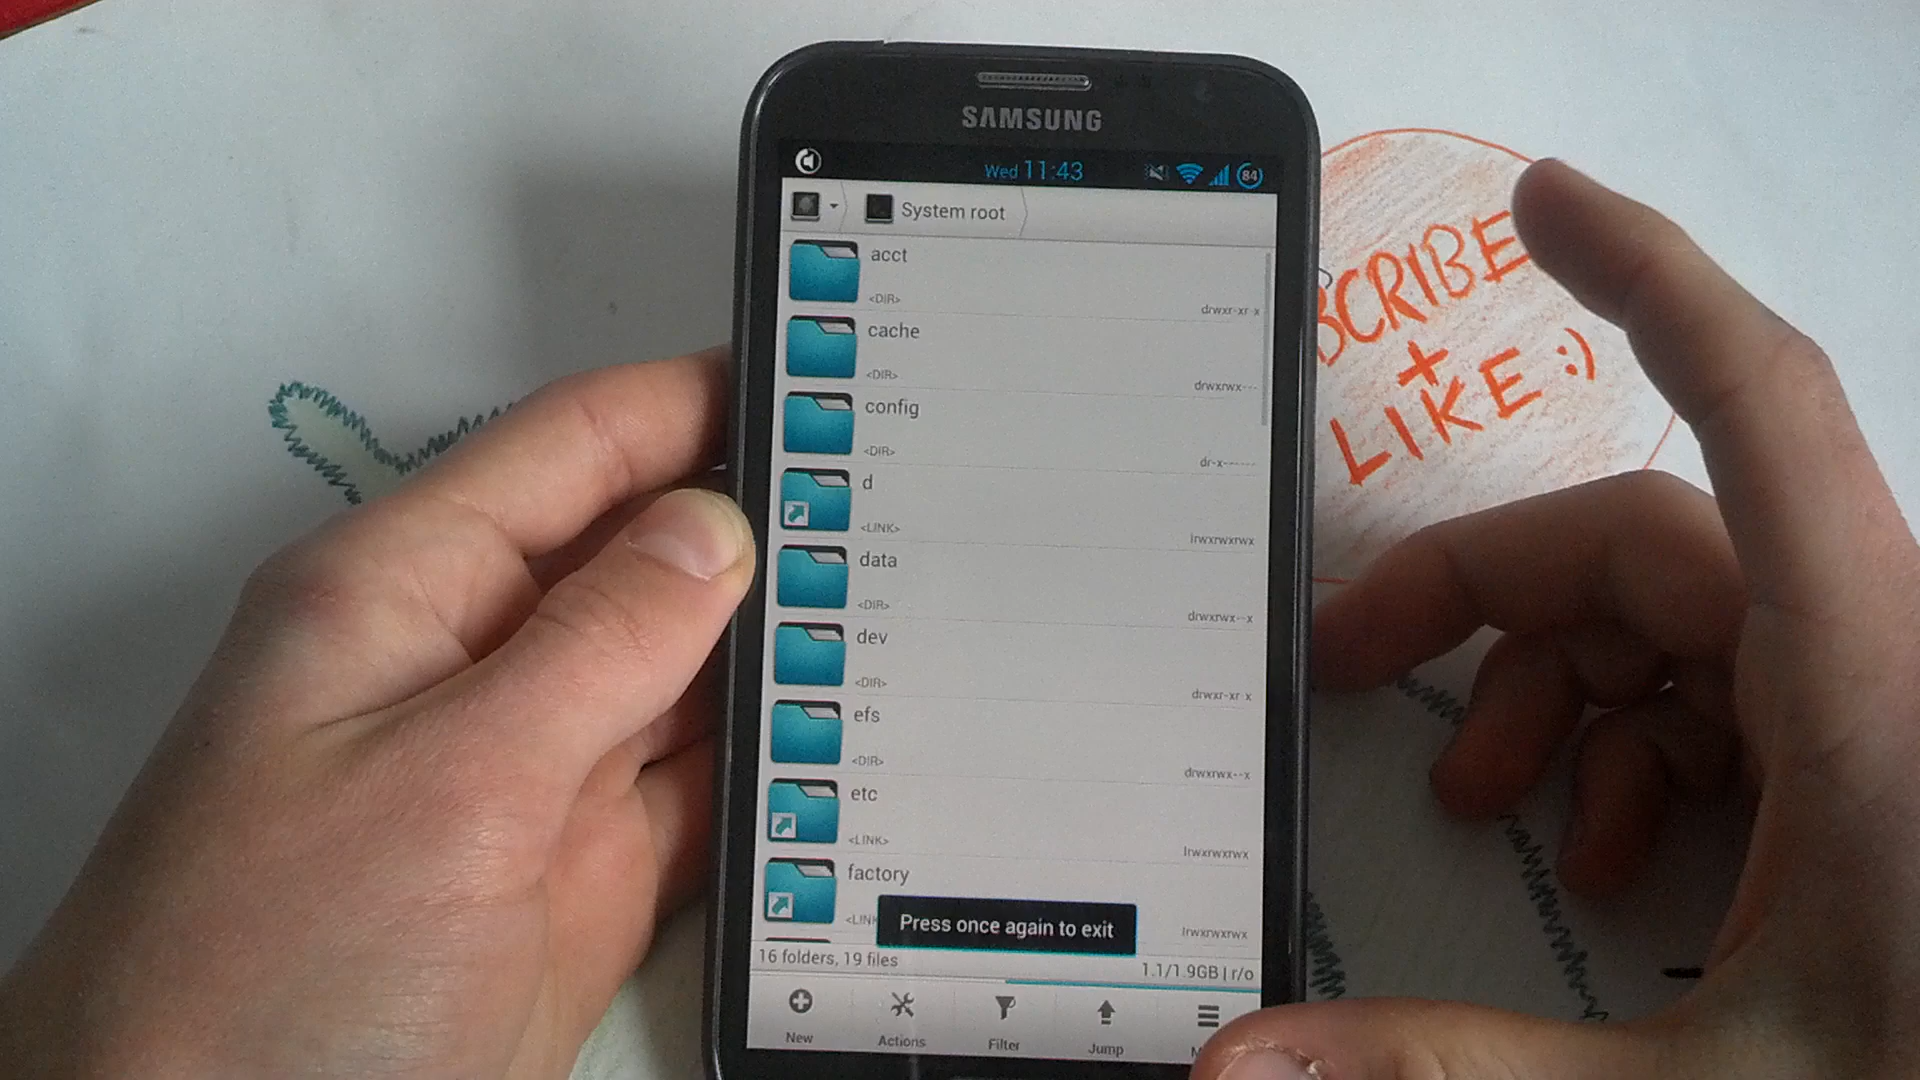 SAMSUNG
Wed 11:43
84
System root
acct
<DIR>
drwxr-xr-x
cache
<DIR>
drwxrwx---
config
<DIR>
dr-x------
d
<LINK>
lrwxrwxrwx
data
<DIR>
drwxrwx--x
dev
<DIR>
drwxr-xr-x
efs
<DIR>
drwxrwx--x
etc
<LINK>
lrwxrwxrwx
factory
lrwxrwxrwx
Press once again to exit
16 folders, 19 files
1.1/1.9GB | r/o
New
Actions
Filter
Jump
BCRIBE
+
LIKE :)